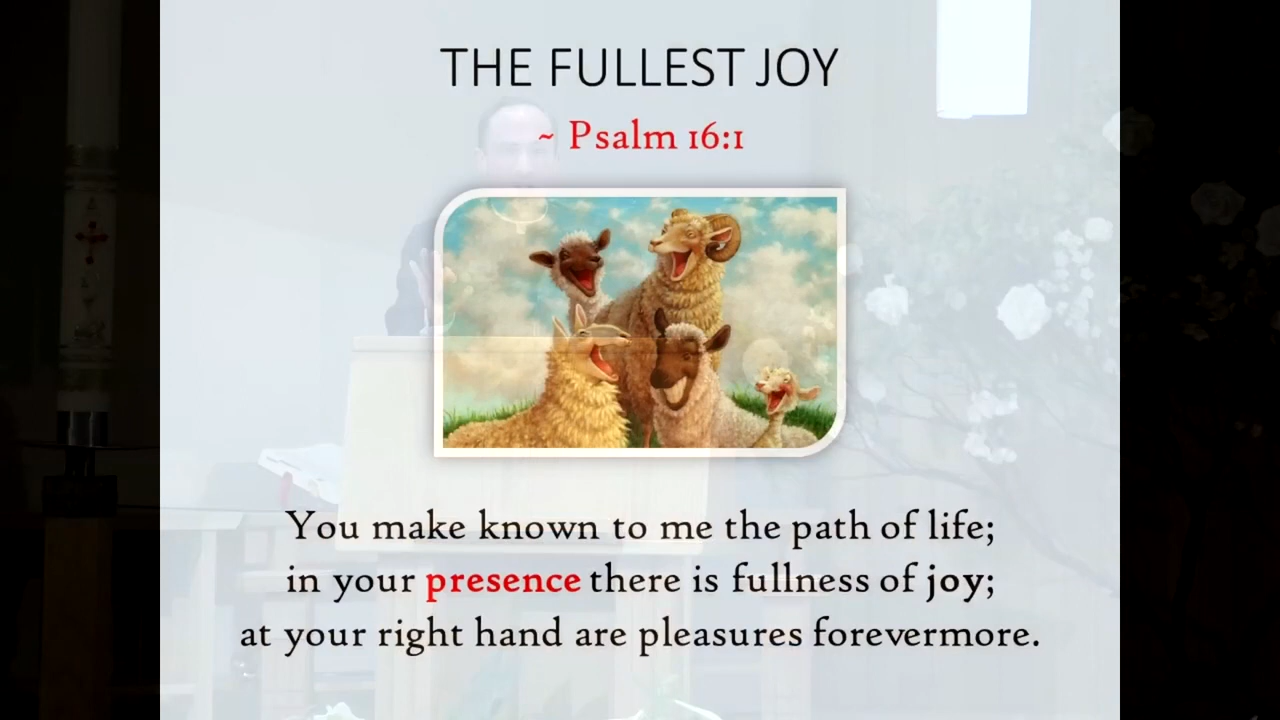 THE FULLEST JOY
~ Psalm 16:1
You make known to me the path of life;
in your presence there is fullness of joy;
at your right hand are pleasures forevermore.